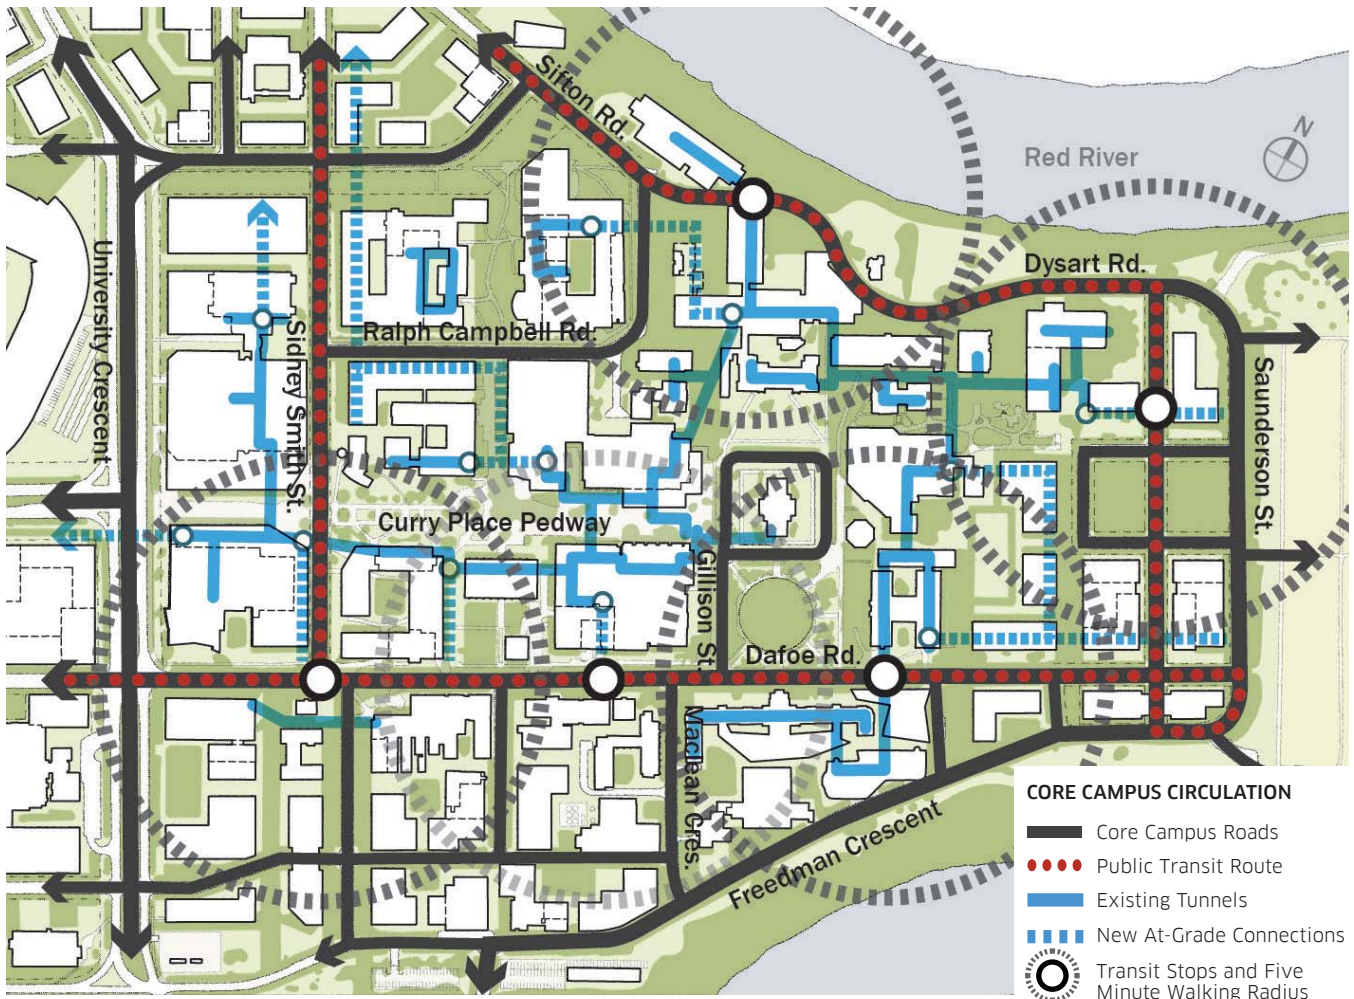 Sifton Rd.
N
Red River
Dysart Rd.
University Crescent
Sidney Smith St.
Ralph Campbell Rd.
Saunderson St.
Curry Place Pedway
Gillison St.
Dafoe Rd.
Maclean Cres.
Freedman Crescent
CORE CAMPUS CIRCULATION
Core Campus Roads
Public Transit Route
Existing Tunnels
New At-Grade Connections
Transit Stops and Five
Minute Walking Radius